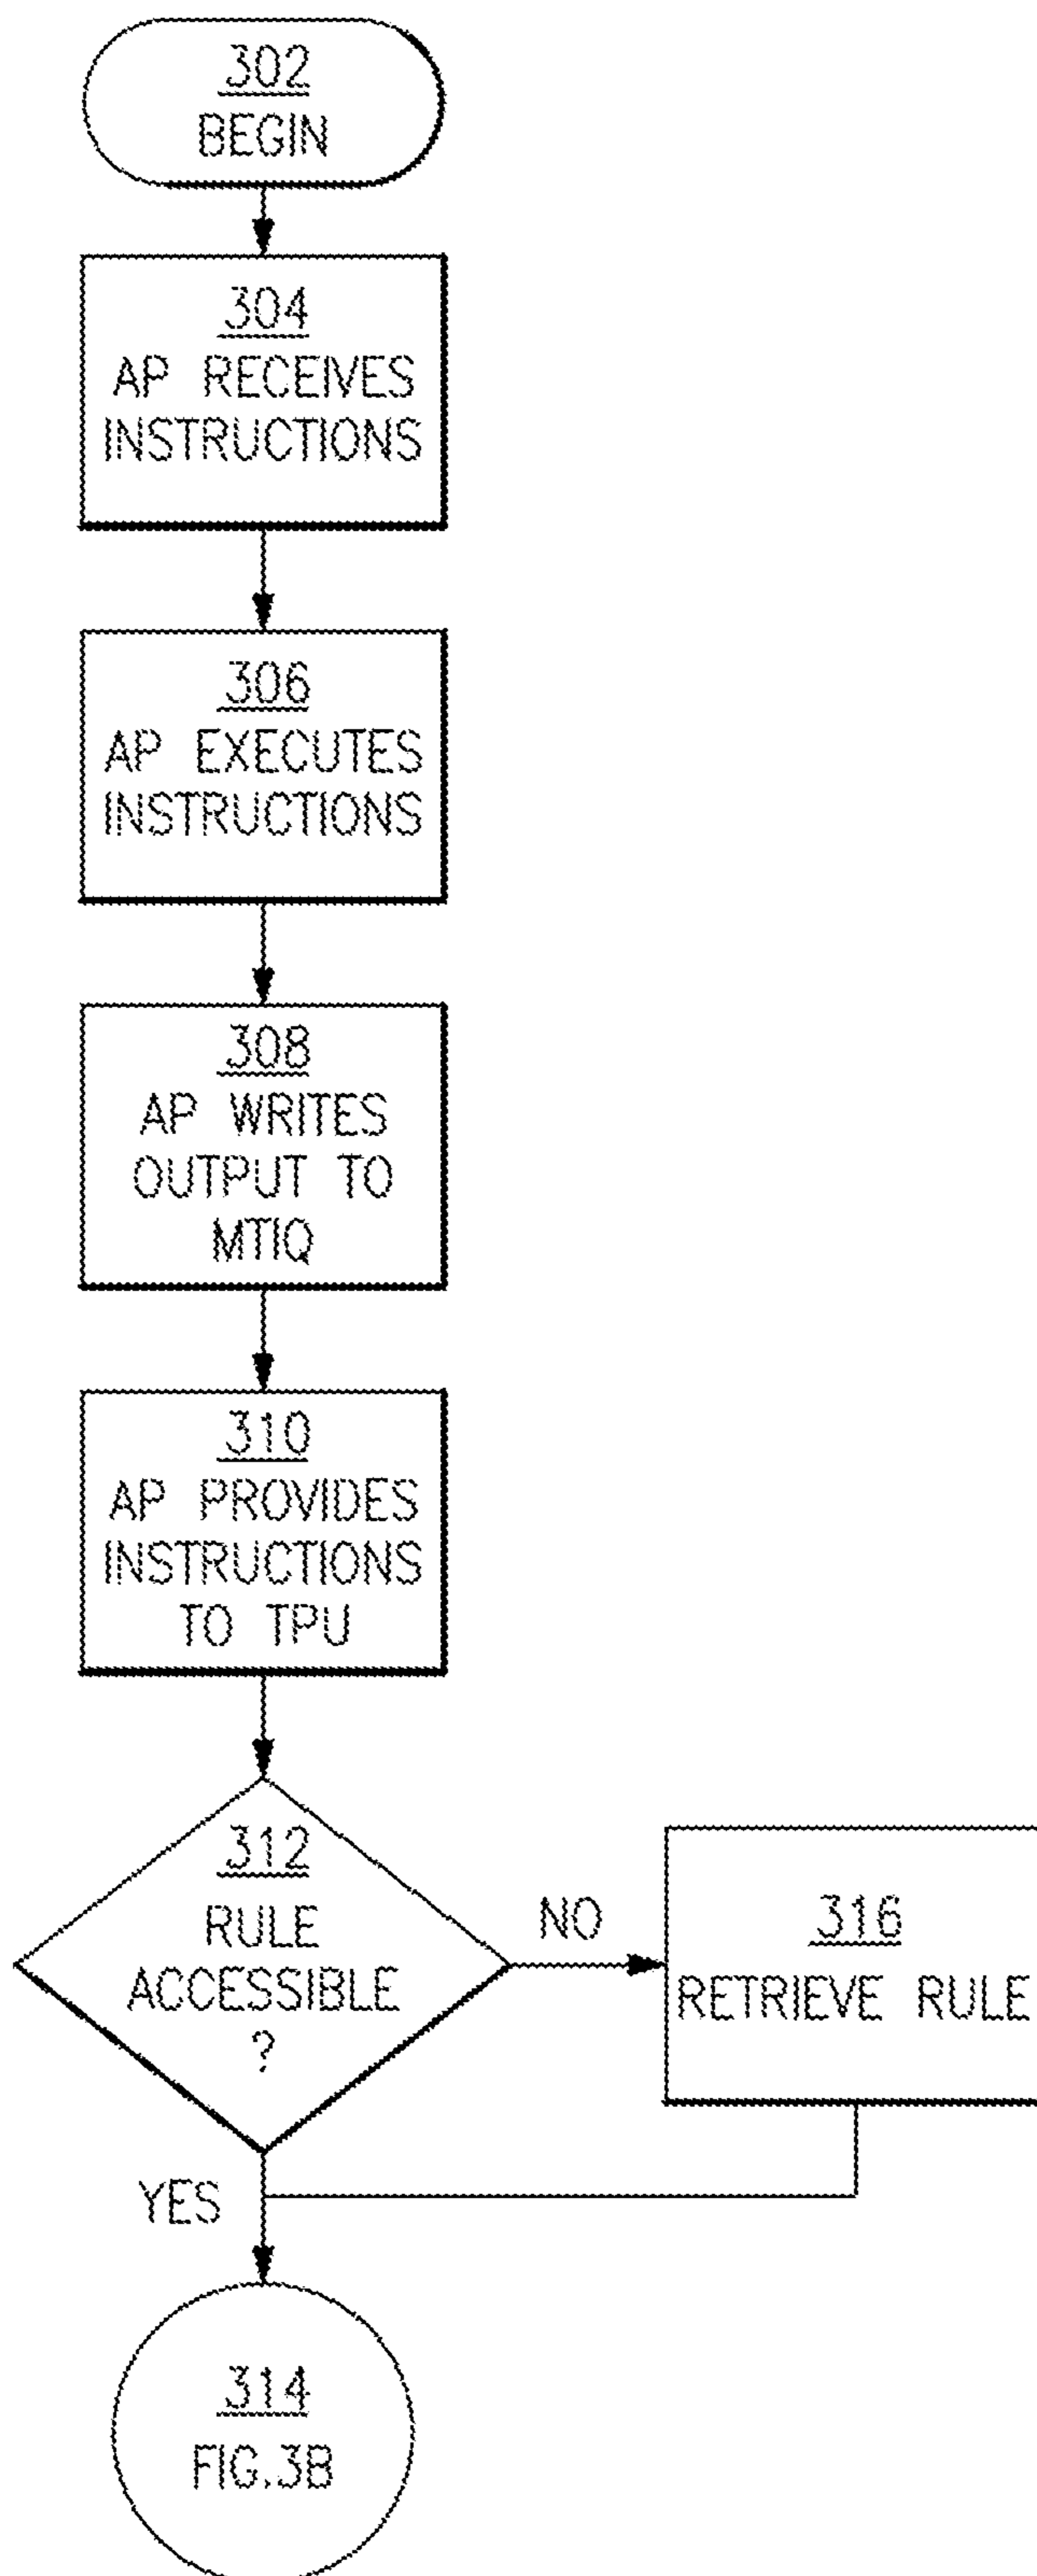 302
BEGIN
304
AP RECEIVES
INSTRUCTIONS
306
AP EXECUTES
INSTRUCTIONS
308
AP WRITES
OUTPUT TO
MTIQ
310
AP PROVIDES
INSTRUCTIONS
TO TPU
312
RULE
ACCESSIBLE
?
NO
316
RETRIEVE RULE
YES
314
FIG.3B